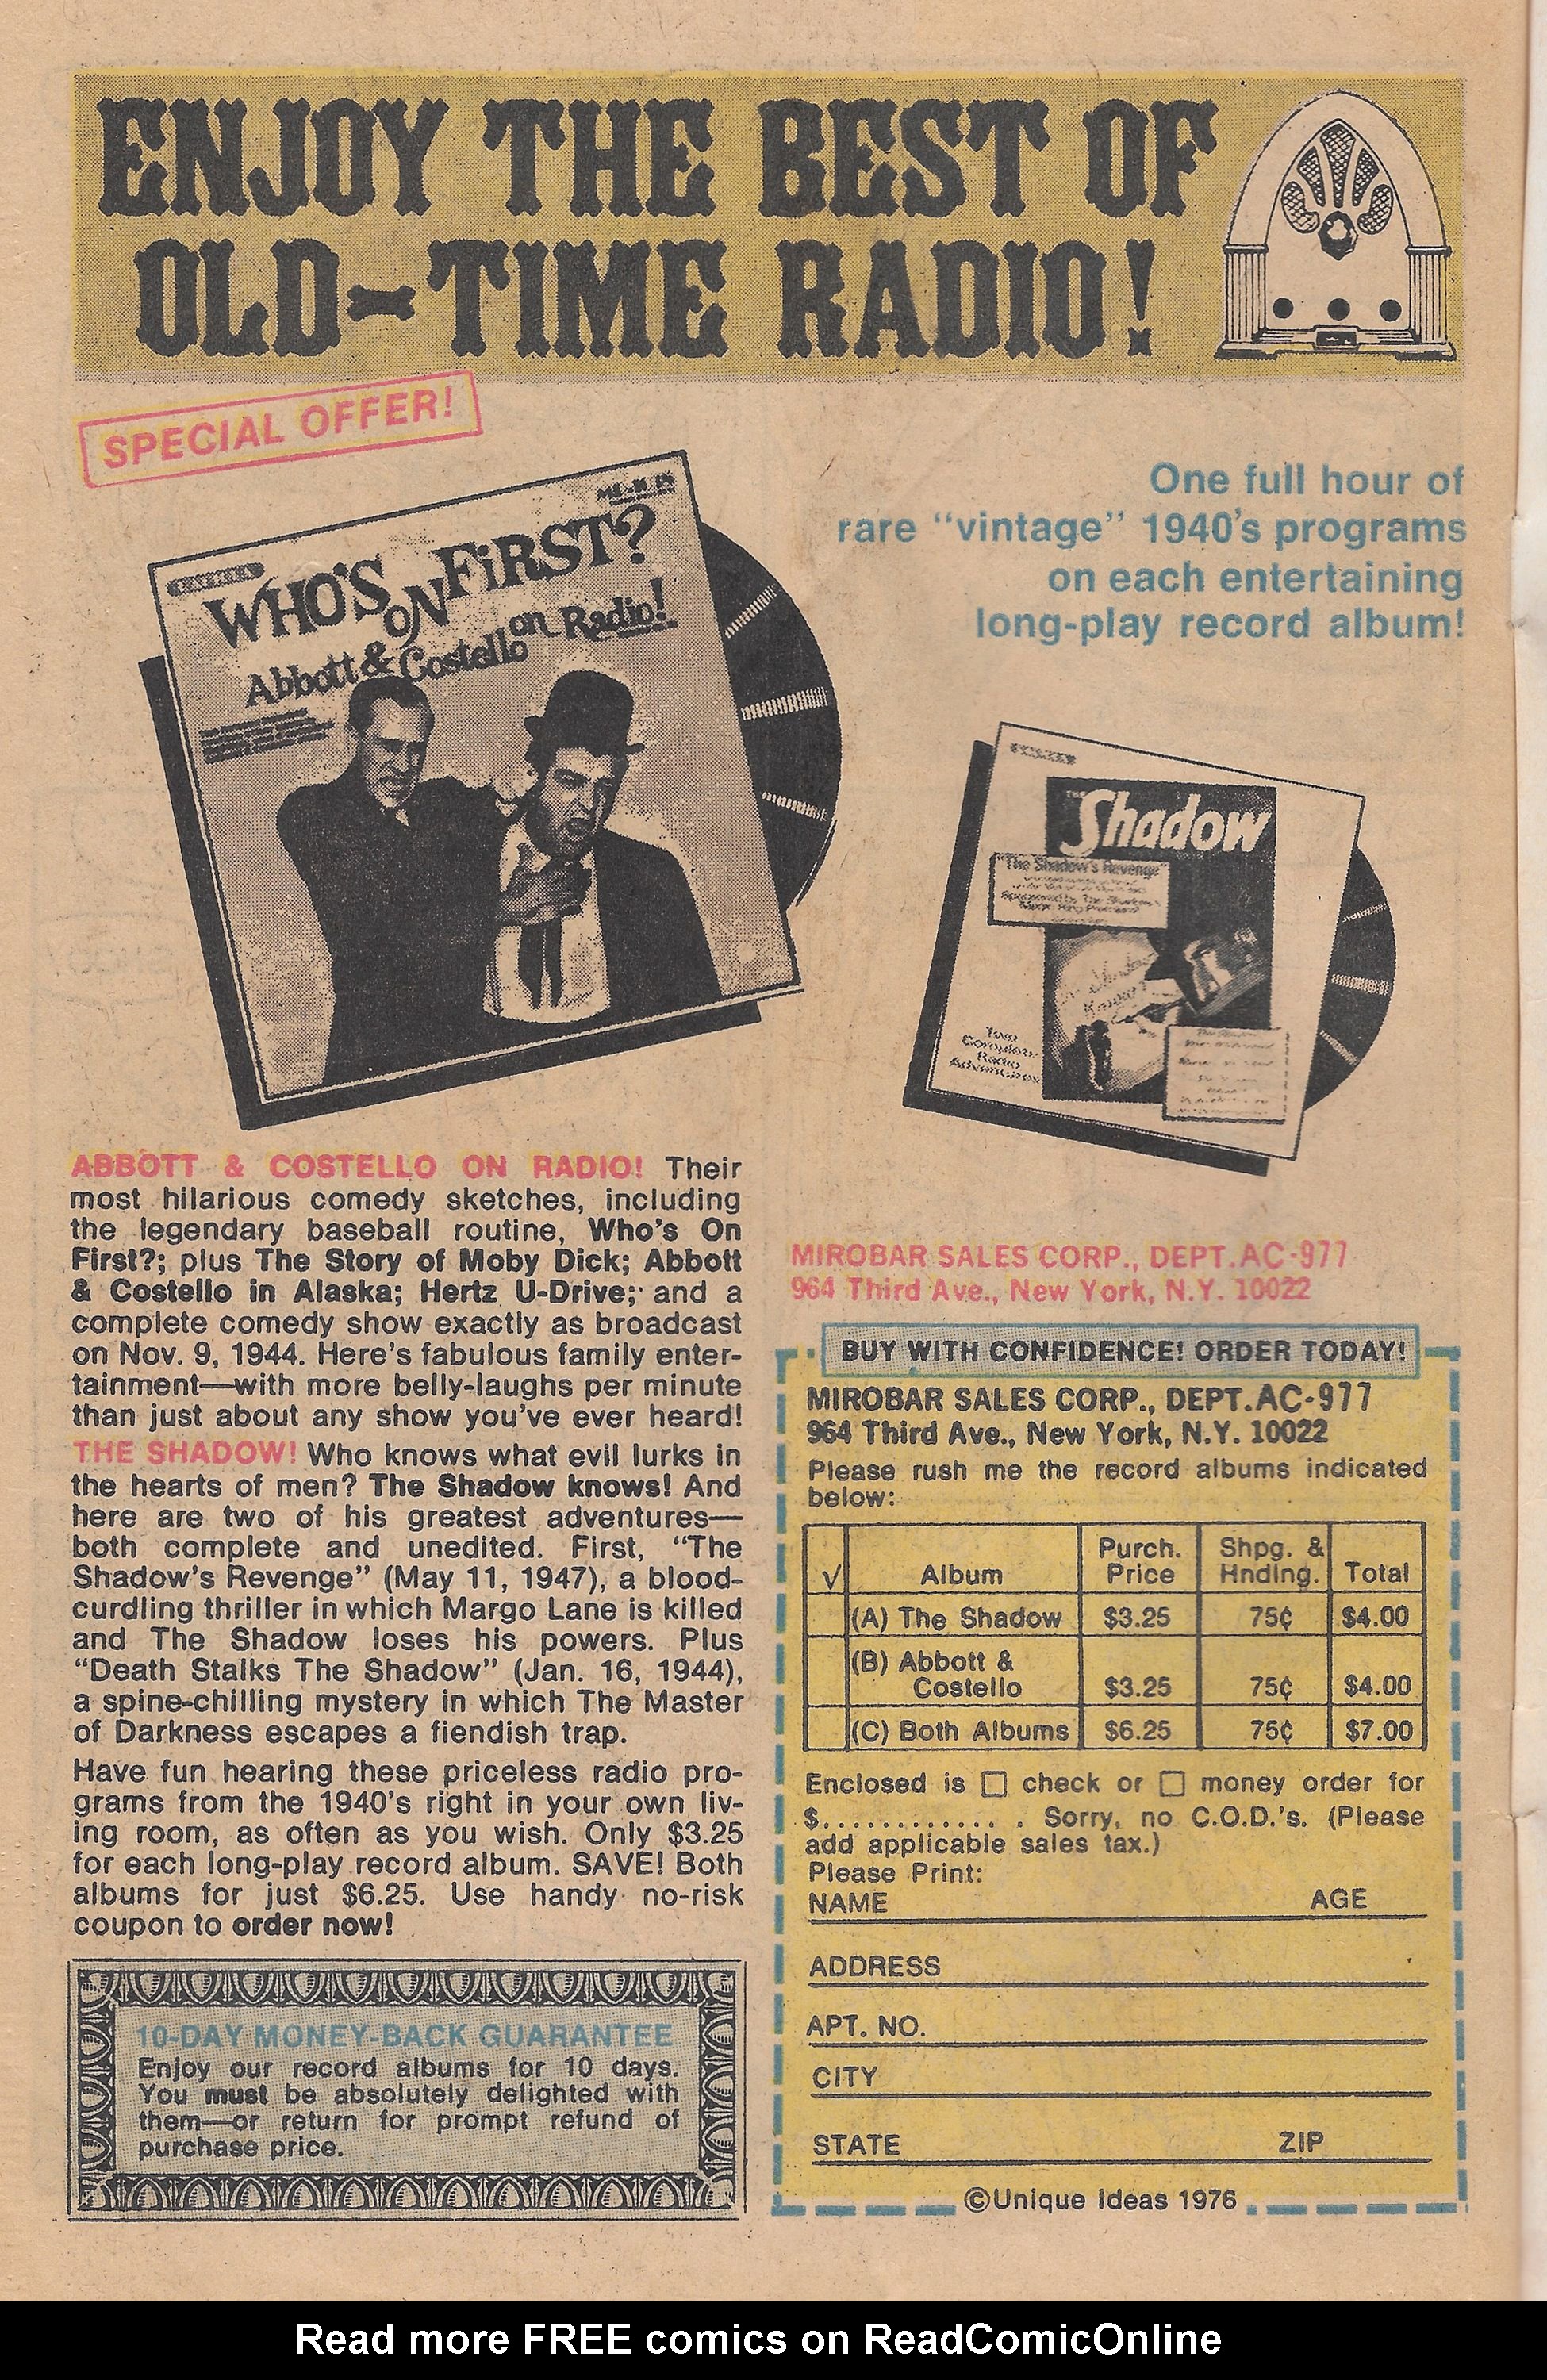 ENJOY THE BEST OF
OLD-TIME RADIO!
SPECIAL OFFER!
WHO'S ON FiRST?
Abbott & Costello on Radio!
One full hour of
rare "vintage" 1940's programs
on each entertaining
long-play record album!
THE Shadow
"The Shadow's Revenge"
Two
Complete
Radio
Adventures
ABBOTT & COSTELLO ON RADIO! Their
most hilarious comedy sketches, including
the legendary baseball routine, Who's On
First?; plus The Story of Moby Dick; Abbott
& Costello in Alaska; Hertz U-Drive; and a
complete comedy show exactly as broadcast
on Nov. 9, 1944. Here's fabulous family enter-
tainment—with more belly-laughs per minute
than just about any show you've ever heard!
THE SHADOW! Who knows what evil lurks in
the hearts of men? The Shadow knows! And
here are two of his greatest adventures—
both complete and unedited. First, "The
Shadow's Revenge" (May 11, 1947), a blood-
curdling thriller in which Margo Lane is killed
and The Shadow loses his powers. Plus
"Death Stalks The Shadow" (Jan. 16, 1944),
a spine-chilling mystery in which The Master
of Darkness escapes a fiendish trap.
Have fun hearing these priceless radio pro-
grams from the 1940's right in your own liv-
ing room, as often as you wish. Only $3.25
for each long-play record album. SAVE! Both
albums for just $6.25. Use handy no-risk
coupon to order now!
10-DAY MONEY-BACK GUARANTEE
Enjoy our record albums for 10 days.
You must be absolutely delighted with
them—or return for prompt refund of
purchase price.
MIROBAR SALES CORP., DEPT.AC-977
964 Third Ave., New York, N.Y. 10022
BUY WITH CONFIDENCE! ORDER TODAY!
MIROBAR SALES CORP., DEPT.AC-977
964 Third Ave., New York, N.Y. 10022
Please rush me the record albums indicated
below:
√ Album Purch. Price Shpg. & Hndlng. Total
(A) The Shadow $3.25 75¢ $4.00
(B) Abbott &
Costello $3.25 75¢ $4.00
(C) Both Albums $6.25 75¢ $7.00
Enclosed is □ check or □ money order for
$............. Sorry, no C.O.D.'s. (Please
add applicable sales tax.)
Please Print:
NAME AGE
ADDRESS
APT. NO.
CITY
STATE ZIP
©Unique Ideas 1976
Read more FREE comics on ReadComicOnline